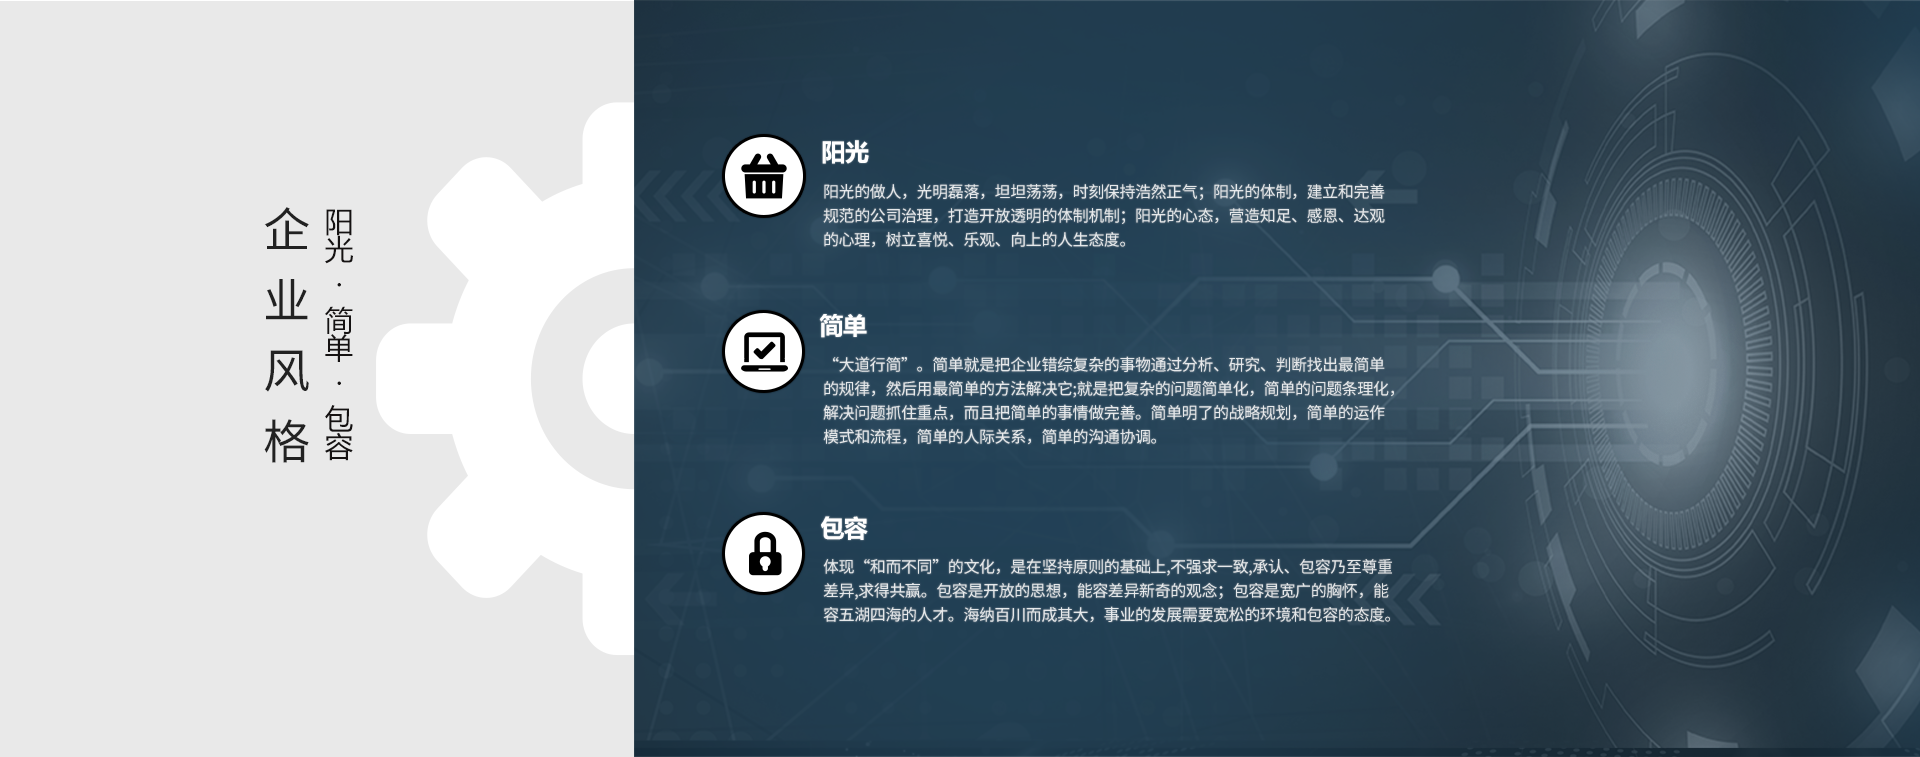 企业风格
阳光·简单·包容
阳光
阳光的做人，光明磊落，坦坦荡荡，时刻保持浩然正气；阳光的体制，建立和完善
规范的公司治理，打造开放透明的体制机制；阳光的心态，营造知足、感恩、达观
的心理，树立喜悦、乐观、向上的人生态度。
简单
“大道行简”。简单就是把企业错综复杂的事物通过分析、研究、判断找出最简单
的规律，然后用最简单的方法解决它;就是把复杂的问题简单化，简单的问题条理化，
解决问题抓住重点，而且把简单的事情做完善。简单明了的战略规划，简单的运作
模式和流程，简单的人际关系，简单的沟通协调。
包容
体现“和而不同”的文化，是在坚持原则的基础上,不强求一致,承认、包容乃至尊重
差异,求得共赢。包容是开放的思想，能容差异新奇的观念；包容是宽广的胸怀，能
容五湖四海的人才。海纳百川而成其大，事业的发展需要宽松的环境和包容的态度。